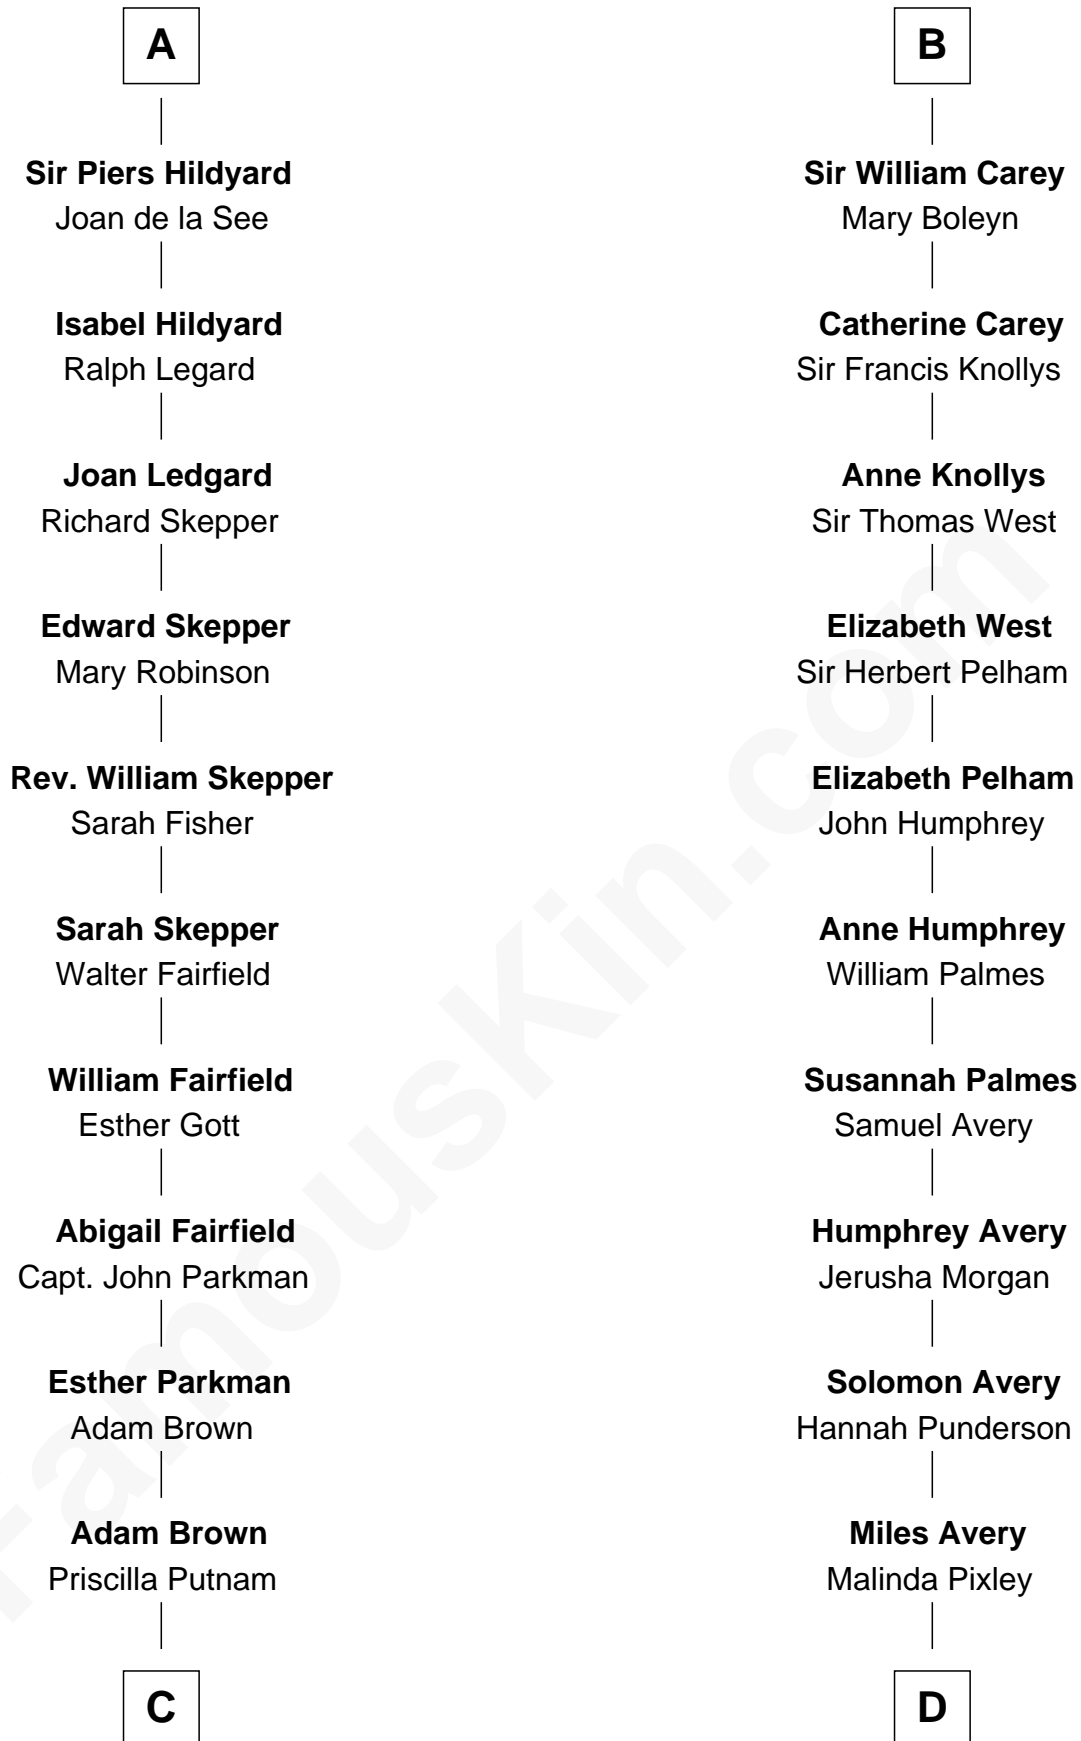 A
Sir Piers Hildyard
Joan de la See
Isabel Hildyard
Ralph Legard
Joan Ledgard
Richard Skepper
Edward Skepper
Mary Robinson
Rev. William Skepper
Sarah Fisher
Sarah Skepper
Walter Fairfield
William Fairfield
Esther Gott
Abigail Fairfield
Capt. John Parkman
Esther Parkman
Adam Brown
Adam Brown
Priscilla Putnam
C
B
Sir William Carey
Mary Boleyn
Catherine Carey
Sir Francis Knollys
Anne Knollys
Sir Thomas West
Elizabeth West
Sir Herbert Pelham
Elizabeth Pelham
John Humphrey
Anne Humphrey
William Palmes
Susannah Palmes
Samuel Avery
Humphrey Avery
Jerusha Morgan
Solomon Avery
Hannah Punderson
Miles Avery
Malinda Pixley
D
FamousKin.com